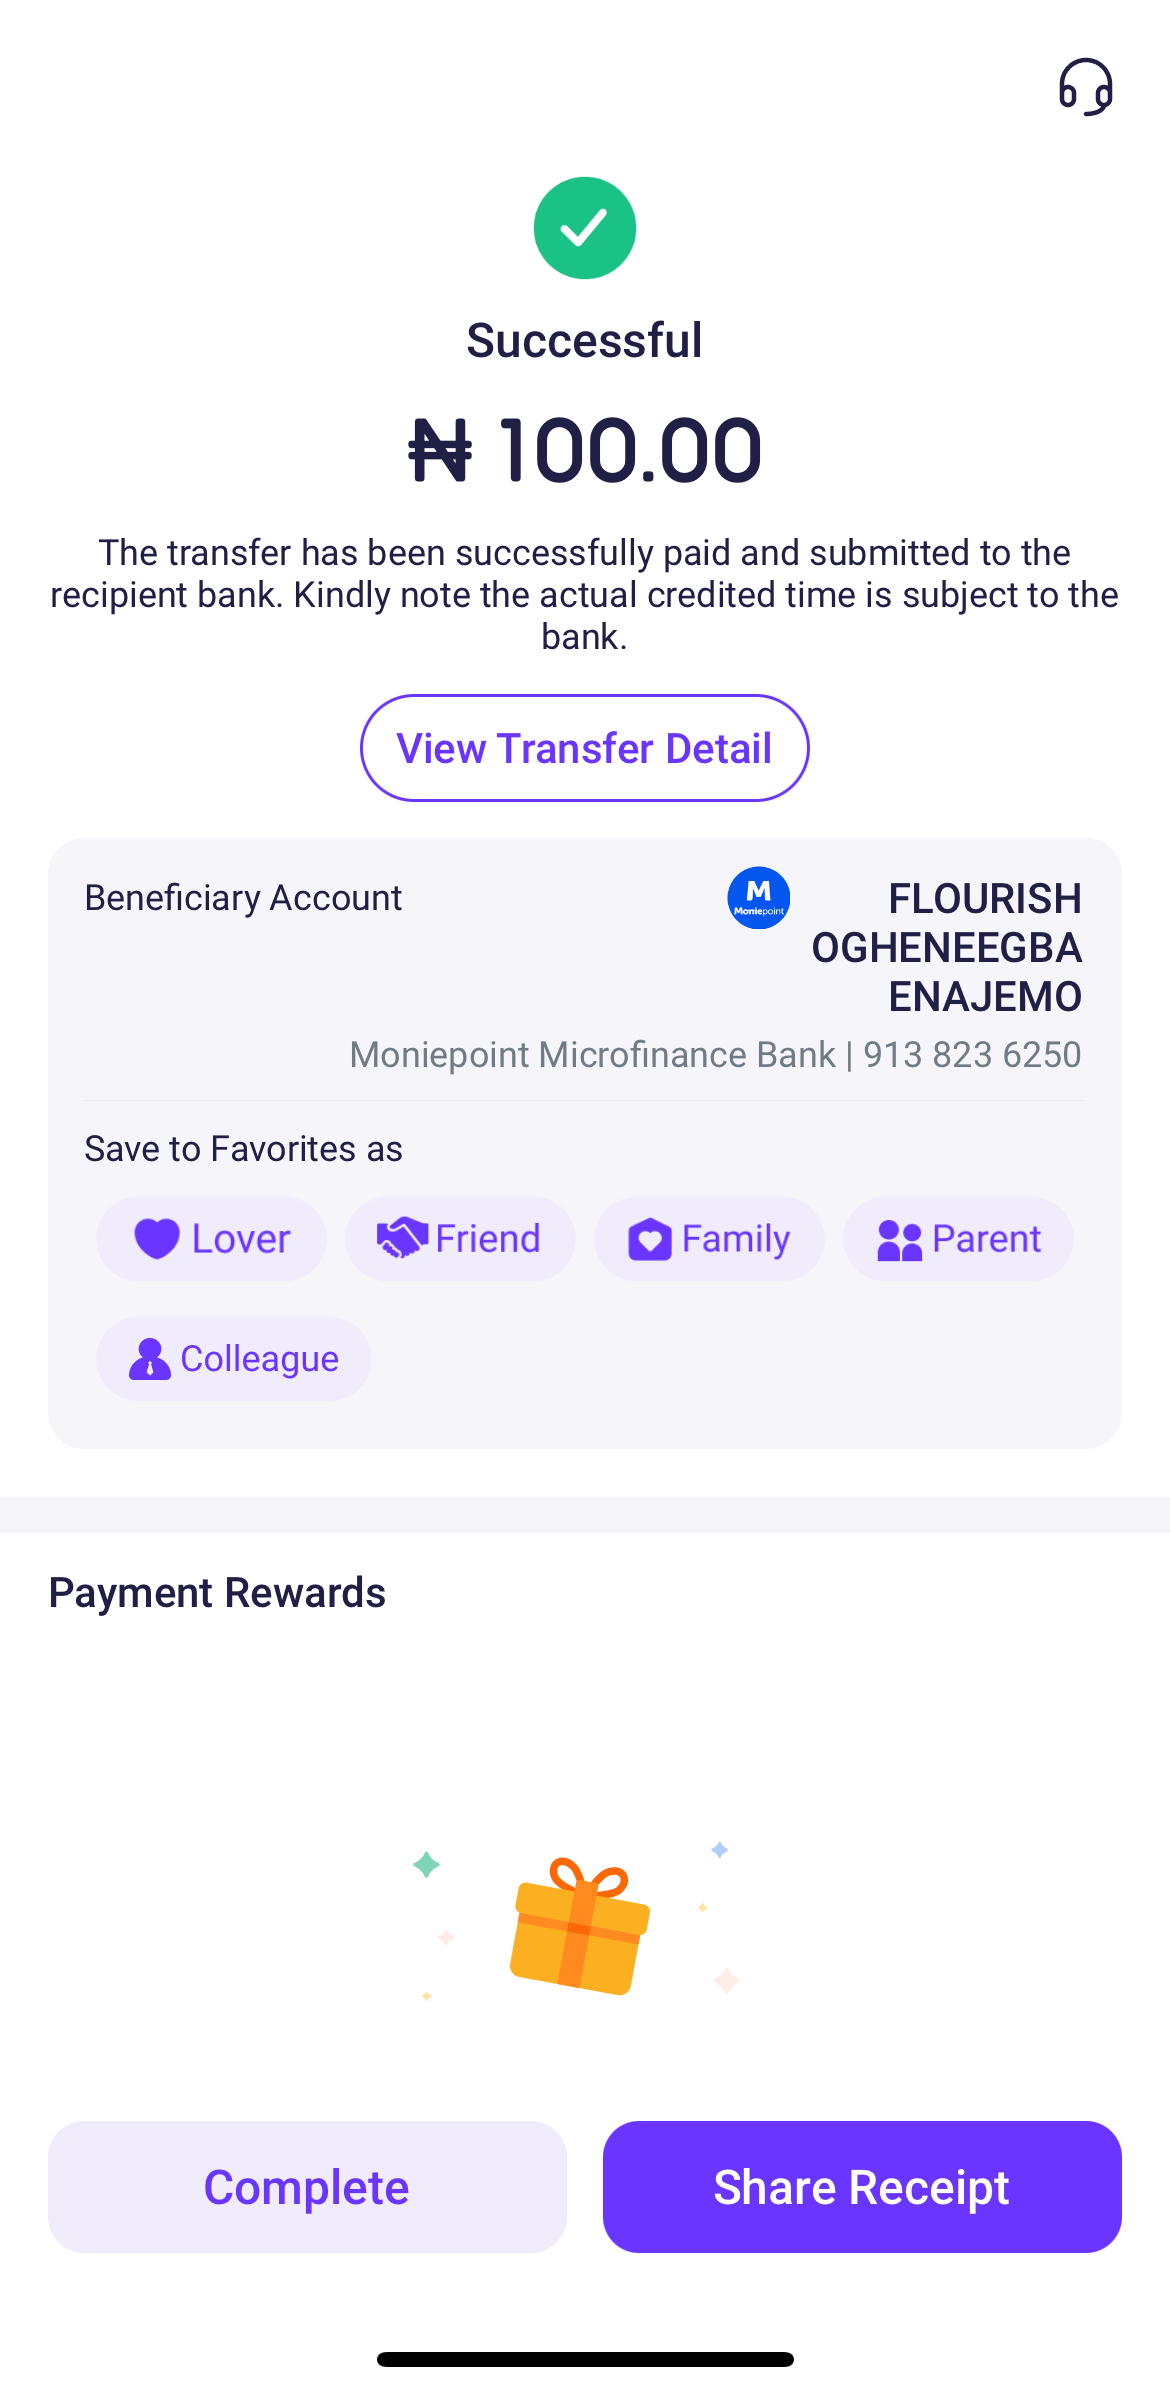 Successful
₦ 100.00
The transfer has been successfully paid and submitted to the
recipient bank. Kindly note the actual credited time is subject to the
bank.
View Transfer Detail
Beneficiary Account
M
Moniepoint
FLOURISH
OGHENEEGBA
ENAJEMO
Moniepoint Microfinance Bank | 913 823 6250
Save to Favorites as
Lover Friend Family Parent
Colleague
Payment Rewards
Complete Share Receipt